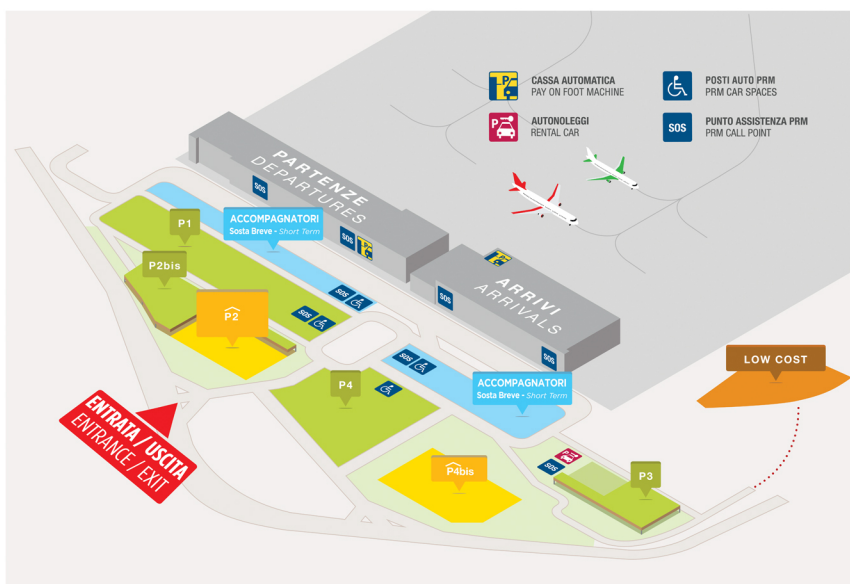 P
CASSA AUTOMATICA
PAY ON FOOT MACHINE
POSTI AUTO PRM
PRM CAR SPACES
P
AUTONOLEGGI
RENTAL CAR
SOS
PUNTO ASSISTENZA PRM
PRM CALL POINT
PARTENZE
DEPARTURES
SOS
ACCOMPAGNATORI
Sosta Breve - Short Term
P1
SOS
P
P2bis
P
ARRIVI
ARRIVALS
SOS
SOS
P2
SOS
SOS
SOS
LOW COST
P4
ACCOMPAGNATORI
Sosta Breve - Short Term
ENTRATA / USCITA
ENTRANCE / EXIT
P4bis
P
SOS
P3